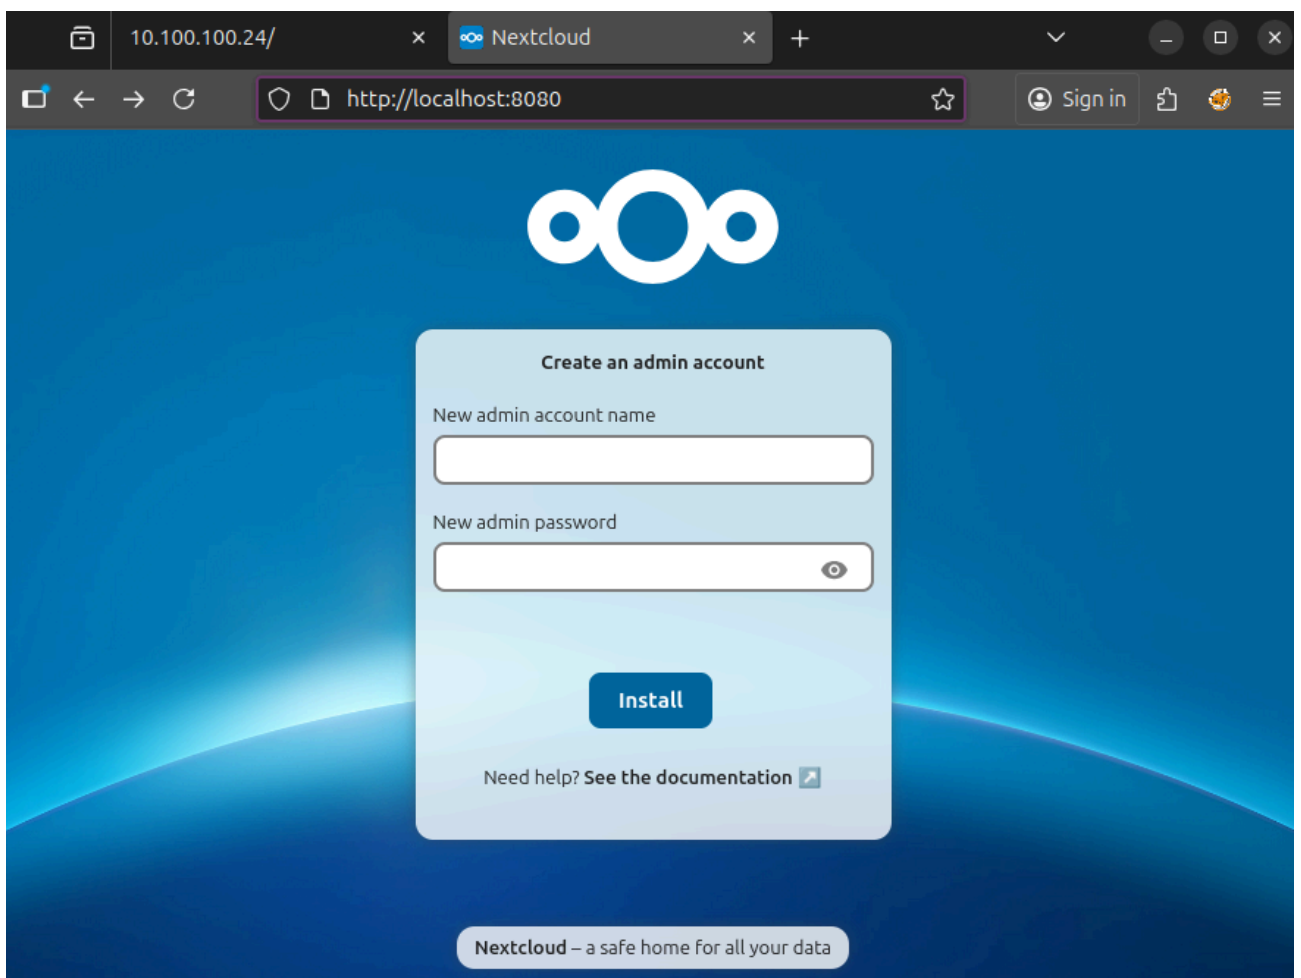 10.100.100.24/
Nextcloud
http://localhost:8080
Sign in
Create an admin account
New admin account name
New admin password
Install
Need help? See the documentation
Nextcloud – a safe home for all your data